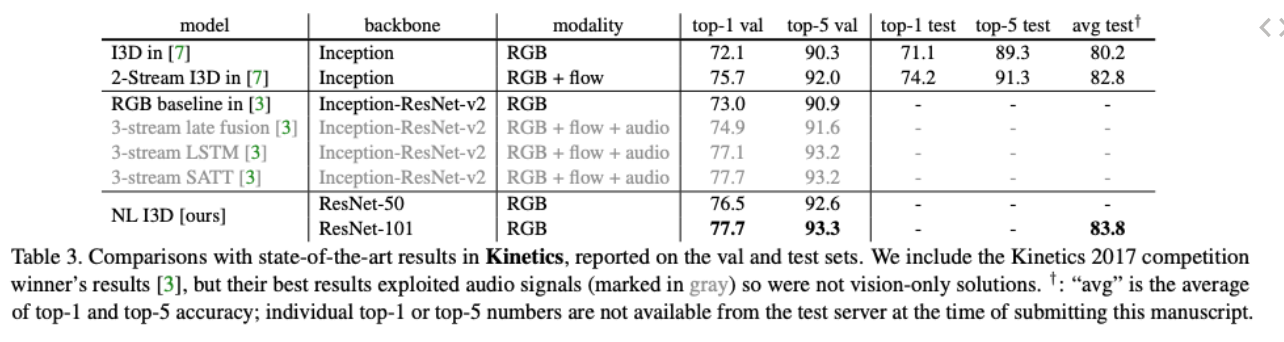 model backbone modality top-1 val top-5 val top-1 test top-5 test avg test†
I3D in [7] Inception RGB 72.1 90.3 71.1 89.3 80.2
2-Stream I3D in [7] Inception RGB + flow 75.7 92.0 74.2 91.3 82.8
RGB baseline in [3] Inception-ResNet-v2 RGB 73.0 90.9 - - -
3-stream late fusion [3] Inception-ResNet-v2 RGB + flow + audio 74.9 91.6 - - -
3-stream LSTM [3] Inception-ResNet-v2 RGB + flow + audio 77.1 93.2 - - -
3-stream SATT [3] Inception-ResNet-v2 RGB + flow + audio 77.7 93.2 - - -
NL I3D [ours] ResNet-50 RGB 76.5 92.6 - - -
ResNet-101 RGB 77.7 93.3 - - 83.8
Table 3. Comparisons with state-of-the-art results in Kinetics, reported on the val and test sets. We include the Kinetics 2017 competition
winner's results [3], but their best results exploited audio signals (marked in gray) so were not vision-only solutions. †: “avg” is the average
of top-1 and top-5 accuracy; individual top-1 or top-5 numbers are not available from the test server at the time of submitting this manuscript.